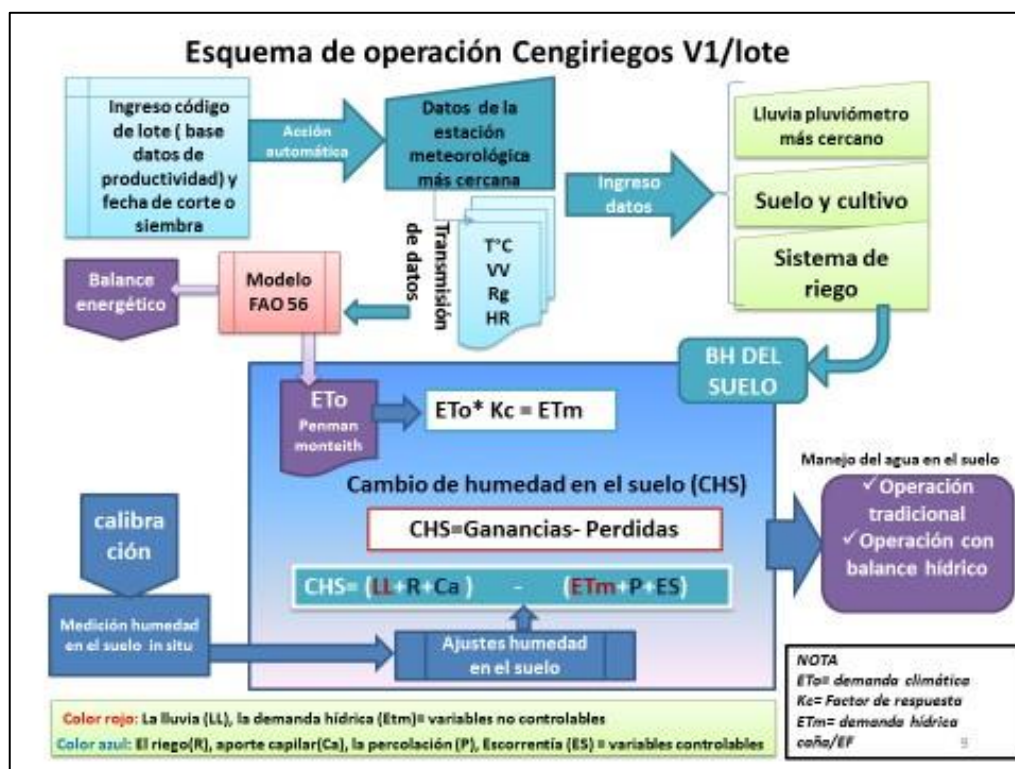 Esquema de operación Cengiriegos V1/lote
Ingreso código
de lote ( base
datos de
productividad) y
fecha de corte o
siembra
Acción
automática
Datos de la
estación
meteorológica
más cercana
Ingreso
datos
Lluvia pluviómetro
más cercano
Suelo y cultivo
Sistema de
riego
Transmisión
de datos
T°C
VV
Rg
HR
Balance
energético
Modelo
FAO 56
BH DEL
SUELO
ETo
Penman
monteith
ETo* Kc = ETm
Cambio de humedad en el suelo (CHS)
CHS=Ganancias- Perdidas
CHS= (LL+R+Ca ) - (ETm+P+ES)
calibra
ción
Medición humedad
en el suelo in situ
Ajustes humedad
en el suelo
Manejo del agua en el suelo
✓Operación
tradicional
✓Operación con
balance hídrico
NOTA
ETo= demanda climática
Kc= Factor de respuesta
ETm= demanda hídrica
caña/EF
9
Color rojo: La lluvia (LL), la demanda hídrica (Etm)= variables no controlables
Color azul: El riego(R), aporte capilar(Ca), la percolación (P), Escorrentía (ES) = variables controlables